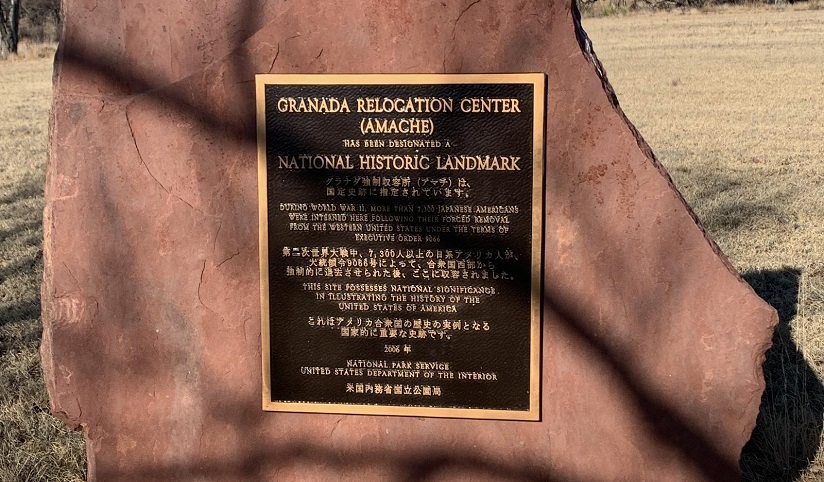 GRANADA RELOCATION CENTER
(AMACHE)
HAS BEEN DESIGNATED A
NATIONAL HISTORIC LANDMARK
グラナダ強制収容所（アマチ）は、
国定史跡に指定されています。
DURING WORLD WAR II, MORE THAN 7,300 JAPANESE AMERICANS
WERE INTERNED HERE FOLLOWING THEIR FORCED REMOVAL
FROM THE WESTERN UNITED STATES UNDER THE TERMS OF
EXECUTIVE ORDER 9066
第二次世界大戦中、7,300人以上の日系アメリカ人が、
大統領令9066号によって、合衆国西部から
強制的に退去させられた後、ここに収容されました。
THIS SITE POSSESSES NATIONAL SIGNIFICANCE
IN ILLUSTRATING THE HISTORY OF THE
UNITED STATES OF AMERICA
これはアメリカ合衆国の歴史の実例となる
国家的に重要な史跡です。
2006 年
NATIONAL PARK SERVICE
UNITED STATES DEPARTMENT OF THE INTERIOR
米国内務省国立公園局